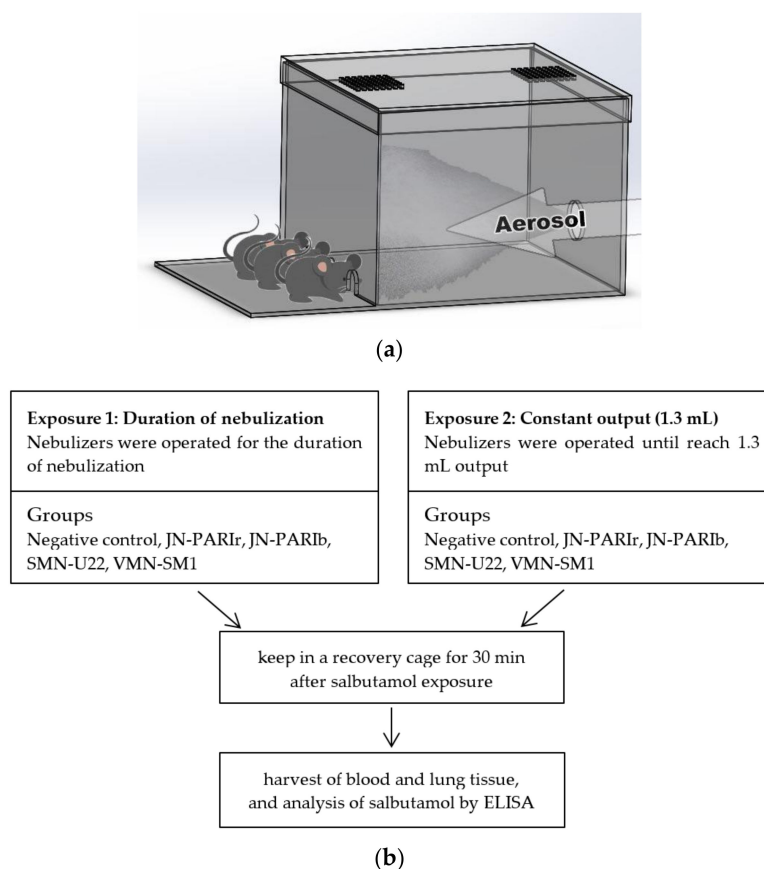 Aerosol
(a)
Exposure 1: Duration of nebulization
Nebulizers were operated for the duration
of nebulization
Groups
Negative control, JN-PARIr, JN-PARIb,
SMN-U22, VMN-SM1
Exposure 2: Constant output (1.3 mL)
Nebulizers were operated until reach 1.3
mL output
Groups
Negative control, JN-PARIr, JN-PARIb,
SMN-U22, VMN-SM1
keep in a recovery cage for 30 min
after salbutamol exposure
harvest of blood and lung tissue,
and analysis of salbutamol by ELISA
(b)